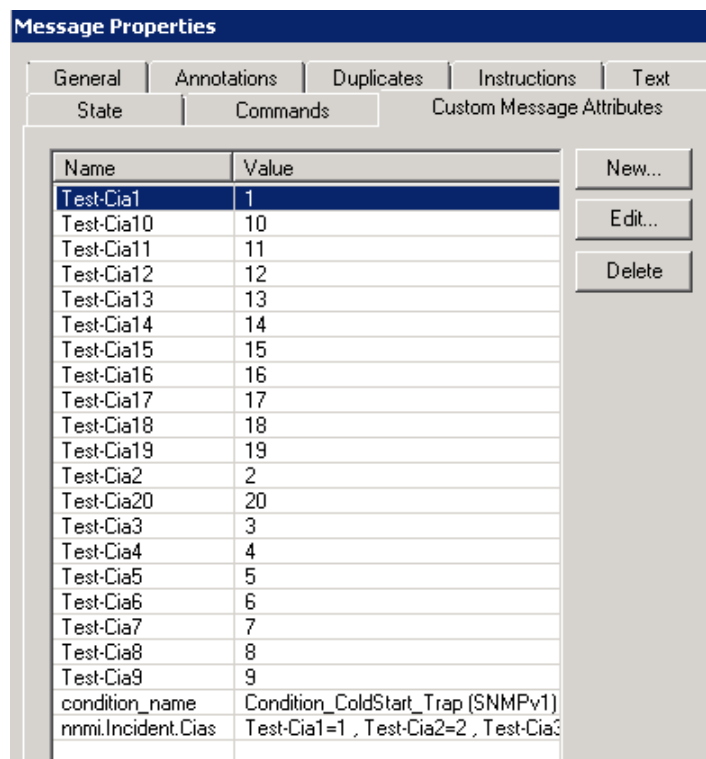 Message Properties
General Annotations Duplicates Instructions Text
State Commands Custom Message Attributes
Name Value New...
Test-Cia1 1
Test-Cia10 10 Edit...
Test-Cia11 11
Test-Cia12 12 Delete
Test-Cia13 13
Test-Cia14 14
Test-Cia15 15
Test-Cia16 16
Test-Cia17 17
Test-Cia18 18
Test-Cia19 19
Test-Cia2 2
Test-Cia20 20
Test-Cia3 3
Test-Cia4 4
Test-Cia5 5
Test-Cia6 6
Test-Cia7 7
Test-Cia8 8
Test-Cia9 9
condition_name Condition_ColdStart_Trap (SNMPv1)
nnmi.Incident.Cias Test-Cia1=1 , Test-Cia2=2 , Test-Cia3